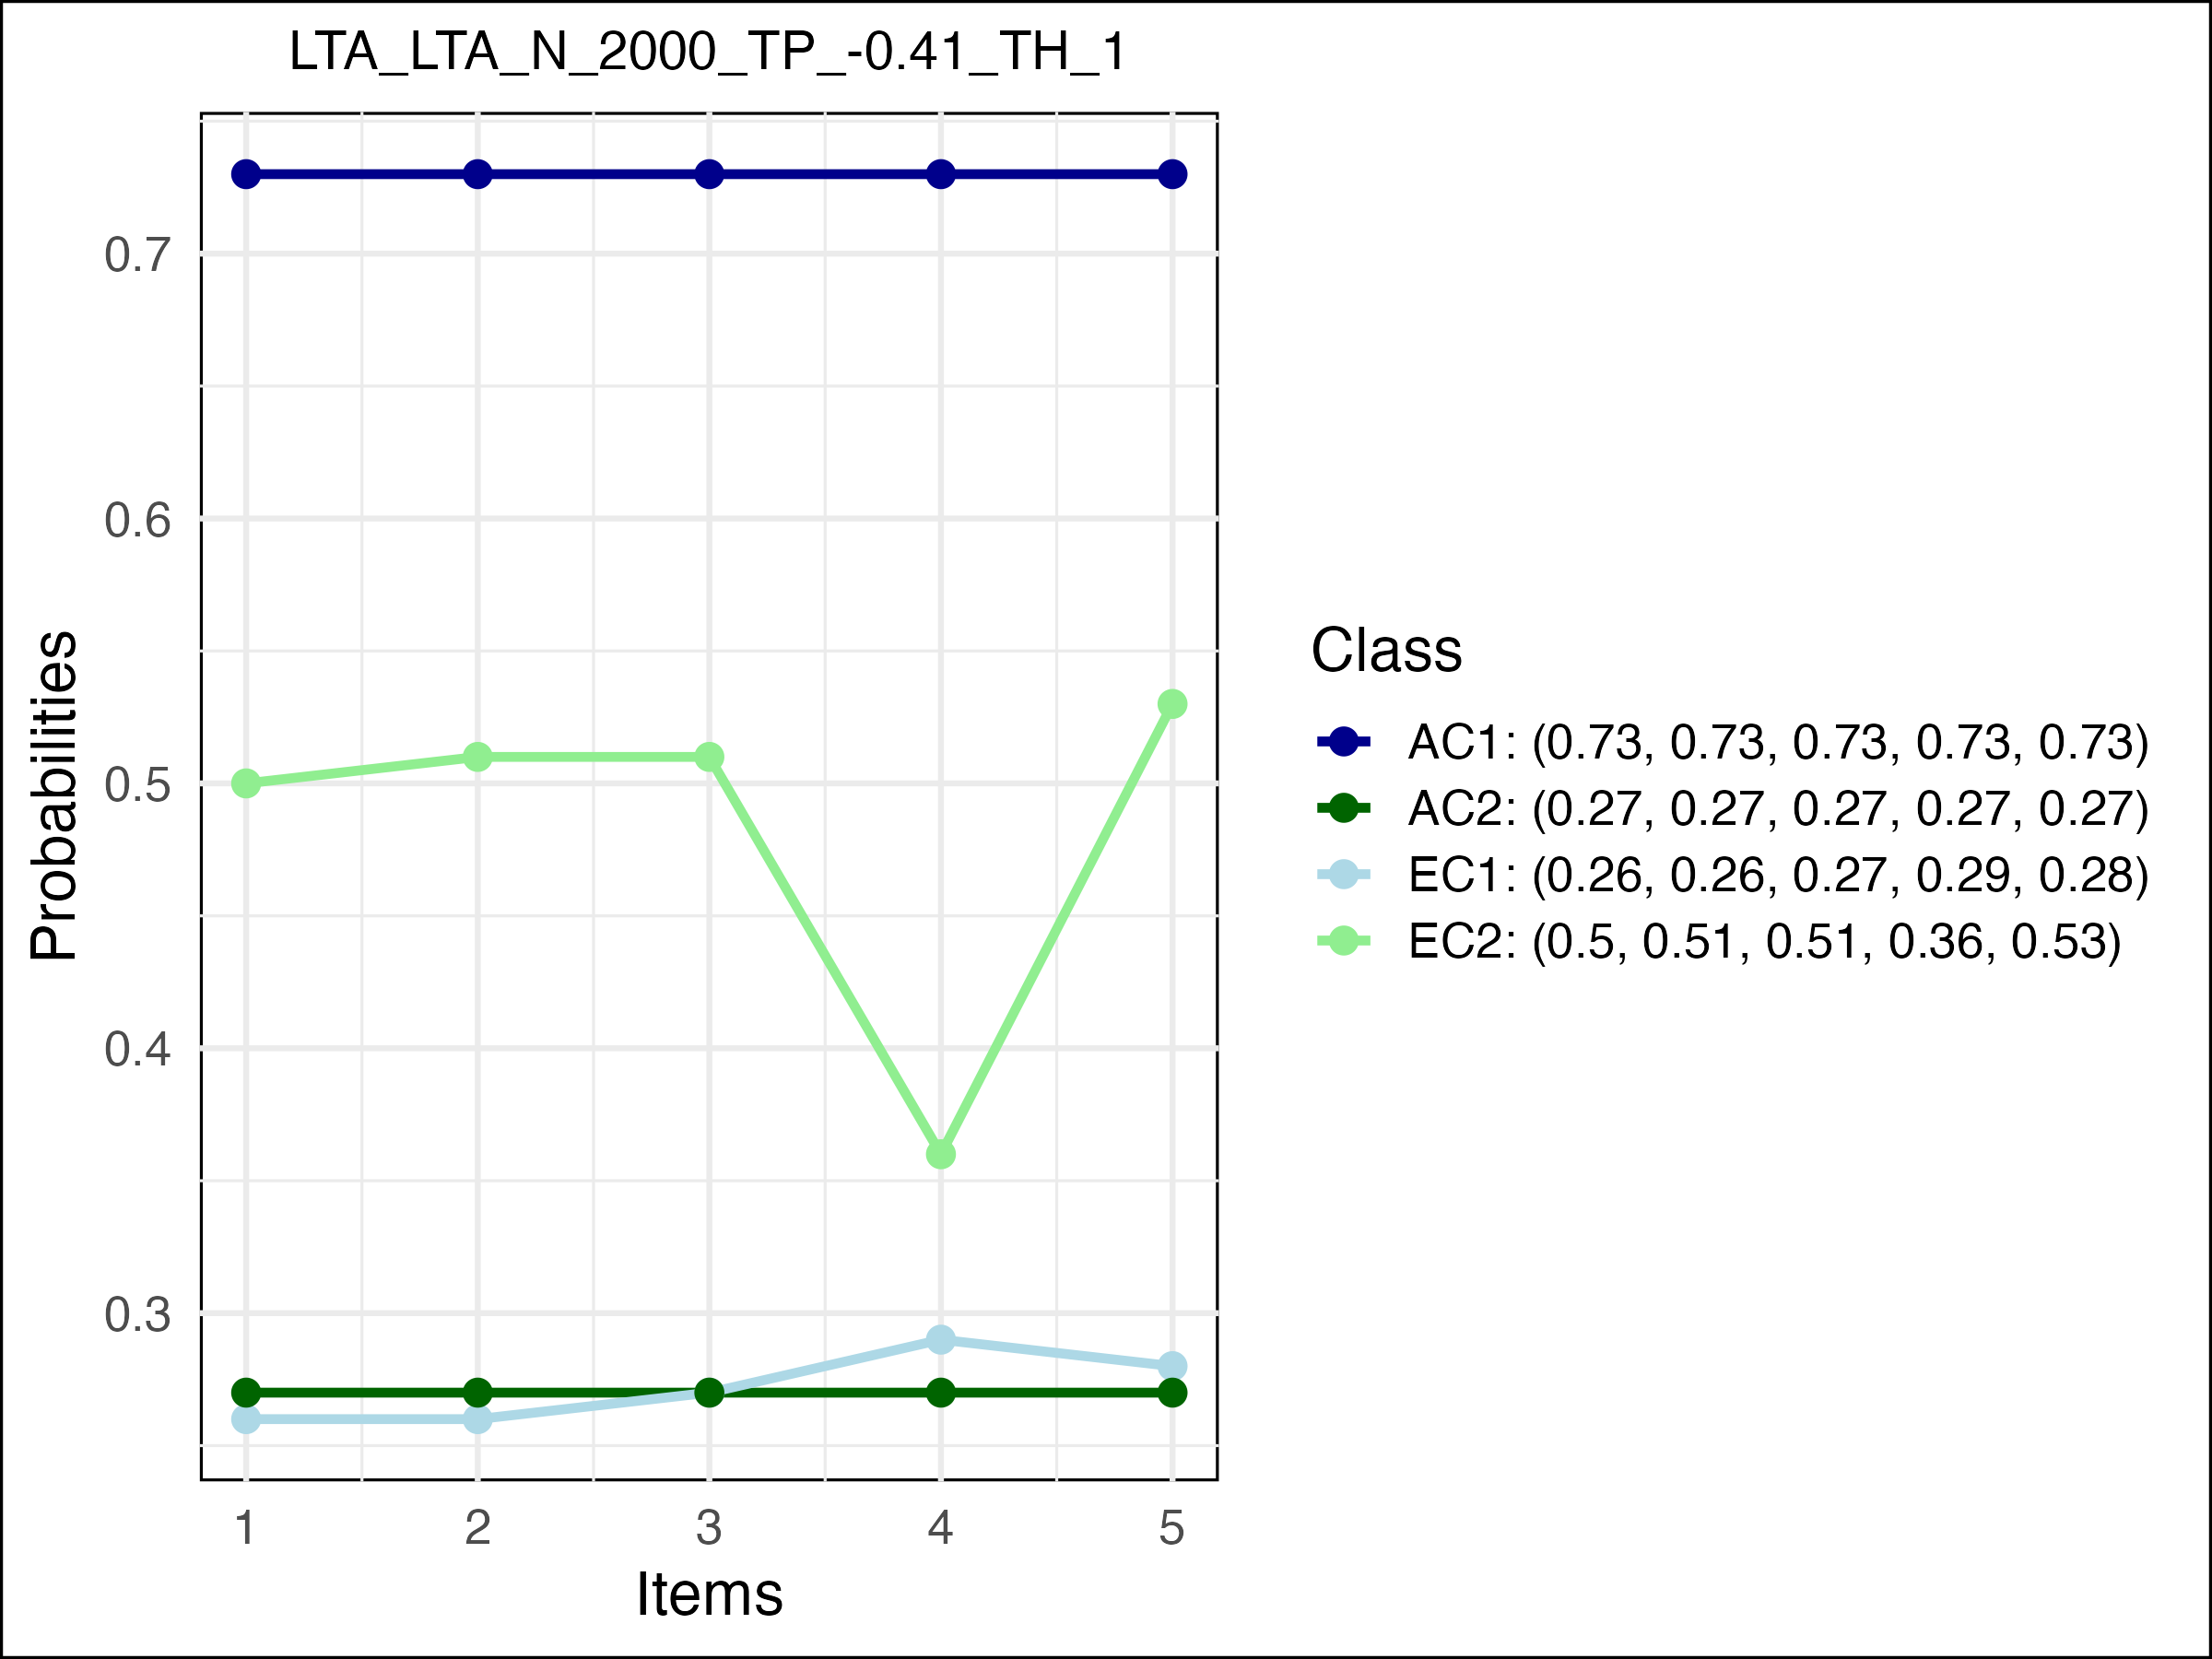 LTA_LTA_N_2000_TP_-0.41_TH_1
Probabilities
0.7
0.6
0.5
0.4
0.3
1 2 3 4 5
Items
Class
AC1: (0.73, 0.73, 0.73, 0.73, 0.73)
AC2: (0.27, 0.27, 0.27, 0.27, 0.27)
EC1: (0.26, 0.26, 0.27, 0.29, 0.28)
EC2: (0.5, 0.51, 0.51, 0.36, 0.53)